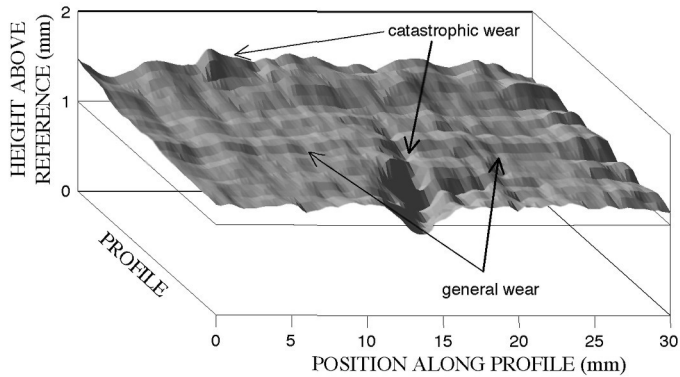 2
catastrophic wear
1
HEIGHT ABOVE
REFERENCE (mm)
0
PROFILE
general wear
0 5 10 15 20 25 30
POSITION ALONG PROFILE (mm)